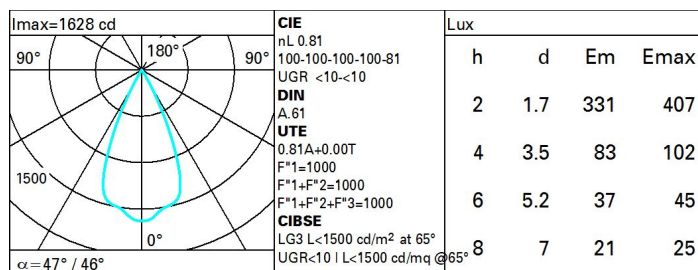 Imax=1628 cd
90°
180°
90°
1500
0°
α=47° / 46°
CIE
nL 0.81
100-100-100-100-81
UGR <10-<10
DIN
A.61
UTE
0.81A+0.00T
F"1=1000
F"1+F"2=1000
F"1+F"2+F"3=1000
CIBSE
LG3 L<1500 cd/m² at 65°
UGR<10 | L<1500 cd/mq @65°
Lux
h d Em Emax
2 1.7 331 407
4 3.5 83 102
6 5.2 37 45
8 7 21 25